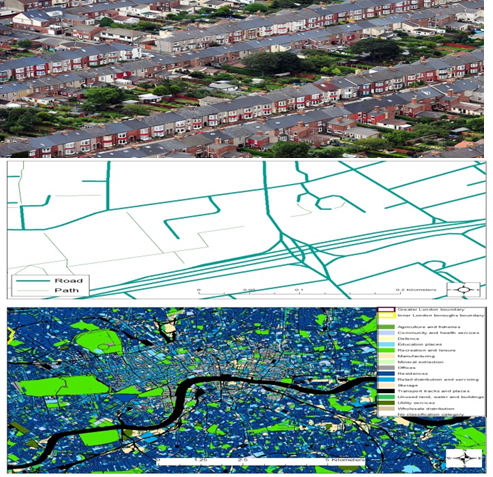 Road
Path
0
0.05
0.1
0.2 Kilometers
Greater London boundary
Inner London boroughs boundary
Agriculture and fisheries
Community and health services
Defence
Education places
Recreation and leisure
Manufacturing
Mineral extraction
Offices
Residences
Retail distribution and servicing
Storage
Transport tracks and places
Unused land, water and buildings
Utility services
Wholesale distribution
No classification category
0
1.25
2.5
5 Kilometers